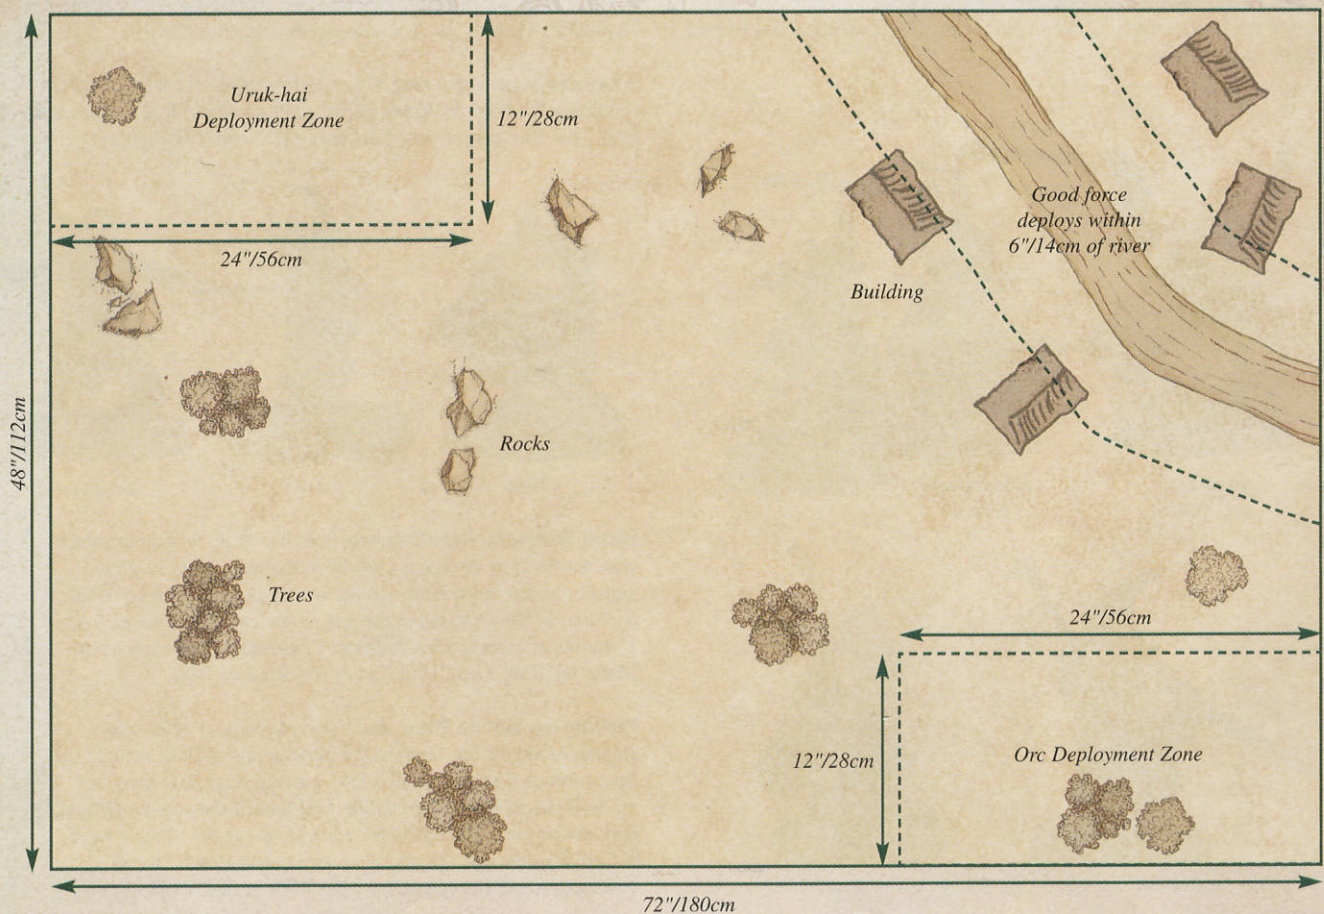 Uruk-hai
Deployment Zone
12"/28cm
24"/56cm
Good force
deploys within
6"/14cm of river
Building
48"/112cm
Rocks
Trees
24"/56cm
12"/28cm
Orc Deployment Zone
72"/180cm